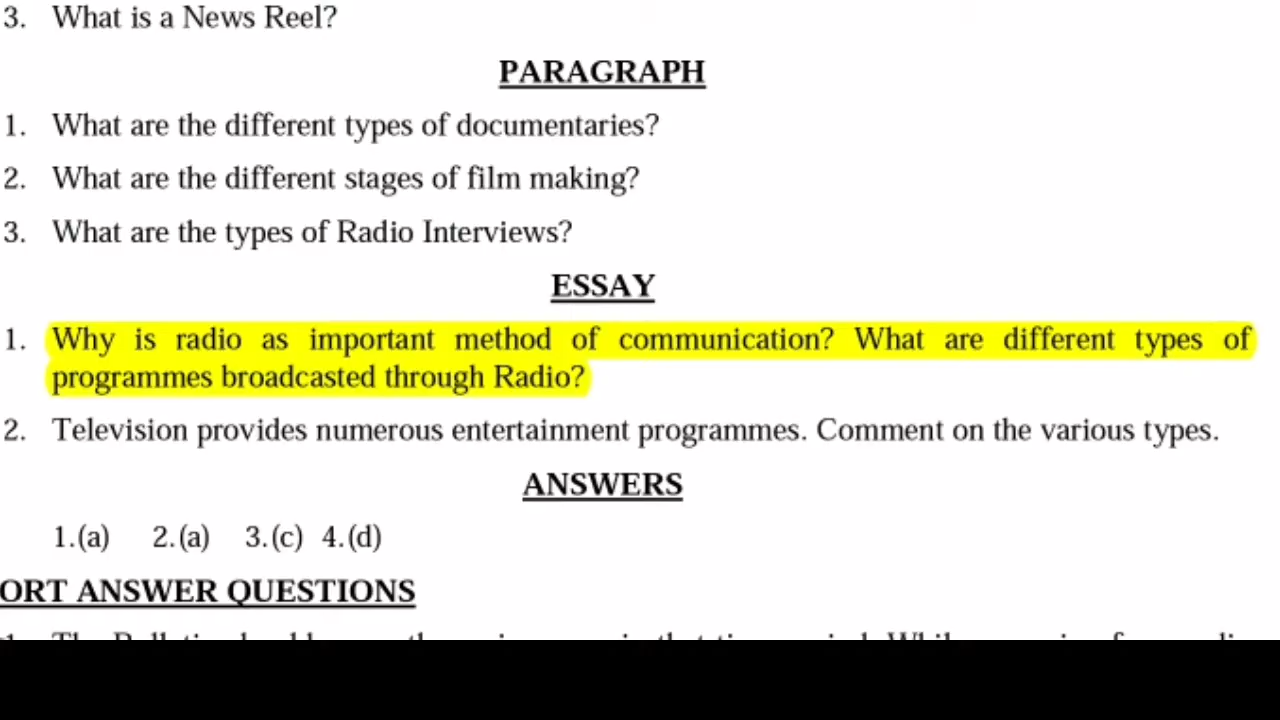 3. What is a News Reel?
PARAGRAPH
1. What are the different types of documentaries?
2. What are the different stages of film making?
3. What are the types of Radio Interviews?
ESSAY
1. Why is radio as important method of communication? What are different types of
programmes broadcasted through Radio?
2. Television provides numerous entertainment programmes. Comment on the various types.
ANSWERS
1.(a) 2.(a) 3.(c) 4.(d)
ORT ANSWER QUESTIONS